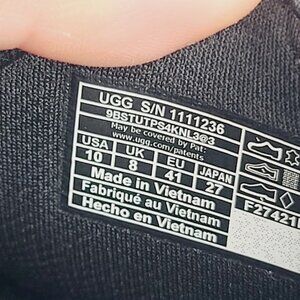 UGG S/N 1111236
9BSTUTPS4KNL3@3
May be covered by Pat:
www.ugg.com/patents
USA UK EU JAPAN
10 8 41 27
Made in Vietnam
Fabriqué au Vietnam
Hecho en Vietnam
F27421